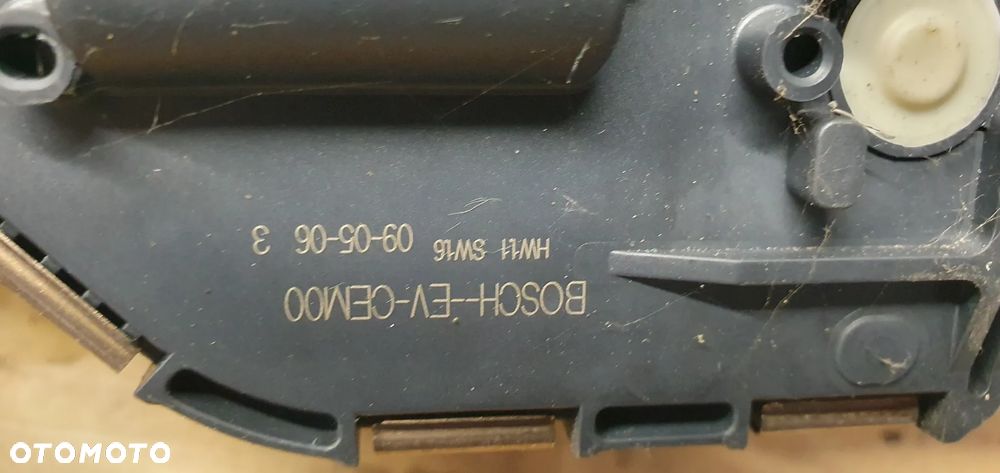 BOSCH-EV-CEM00
HW11 SW16 09-05-06 3
OTOMOTO